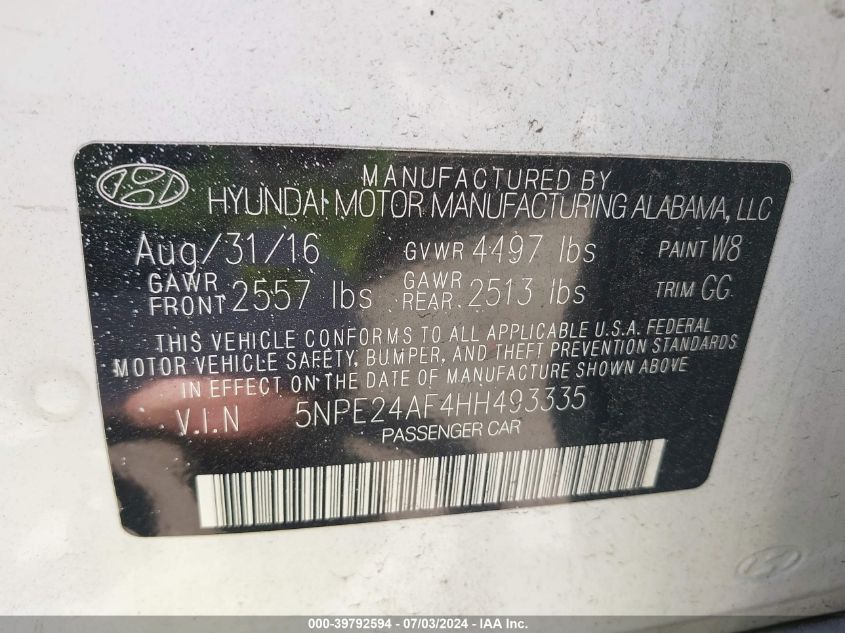 MANUFACTURED BY
HYUNDAI MOTOR MANUFACTURING ALABAMA, LLC
Aug/31/16 GVWR 4497 lbs PAINT W8
GAWR FRONT 2557 lbs GAWR REAR. 2513 lbs TRIM GG
THIS VEHICLE CONFORMS TO ALL APPLICABLE U.S.A. FEDERAL
MOTOR VEHICLE SAFETY, BUMPER, AND THEFT PREVENTION STANDARDS
IN EFFECT ON THE DATE OF MANUFACTURE SHOWN ABOVE
V.I.N 5NPE24AF4HH493335
PASSENGER CAR
000-39792594 - 07/03/2024 - IAA Inc.